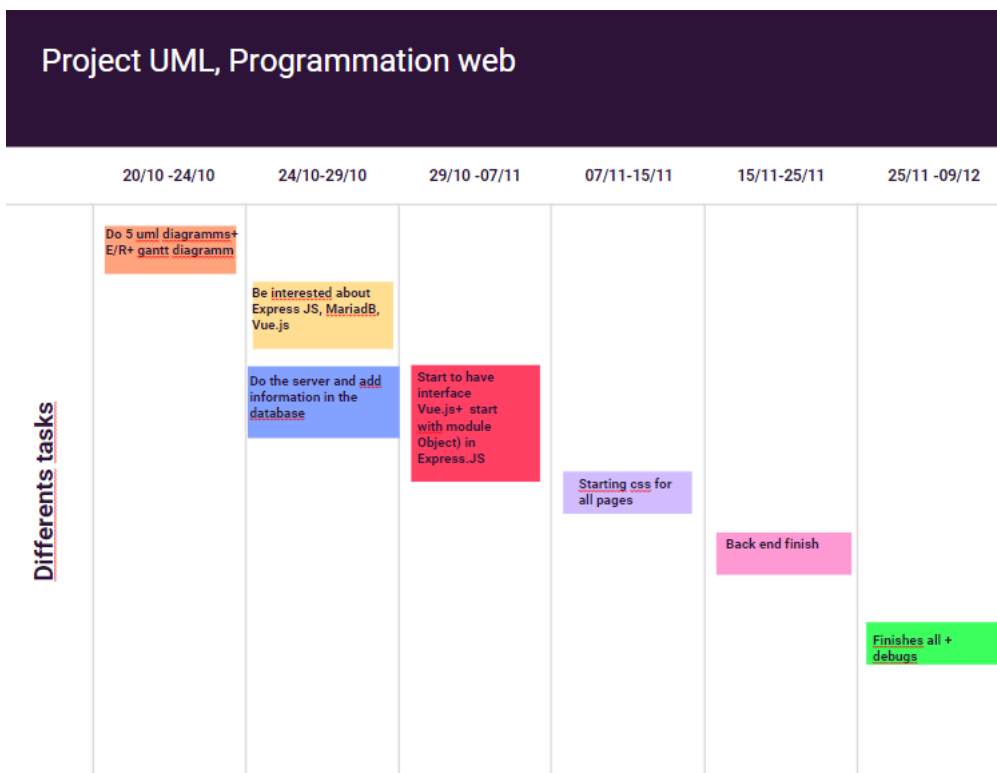 Project UML, Programmation web
20/10 -24/10
24/10-29/10
29/10 -07/11
07/11-15/11
15/11-25/11
25/11 -09/12
Differents tasks
Do 5 uml diagramms+
E/R+ gantt diagramm
Be interested about
Express JS, MariadB,
Vue.js
Do the server and add
information in the
database
Start to have
interface
Vue.js+ start
with module
Object) in
Express.JS
Starting css for
all pages
Back end finish
Finishes all +
debugs